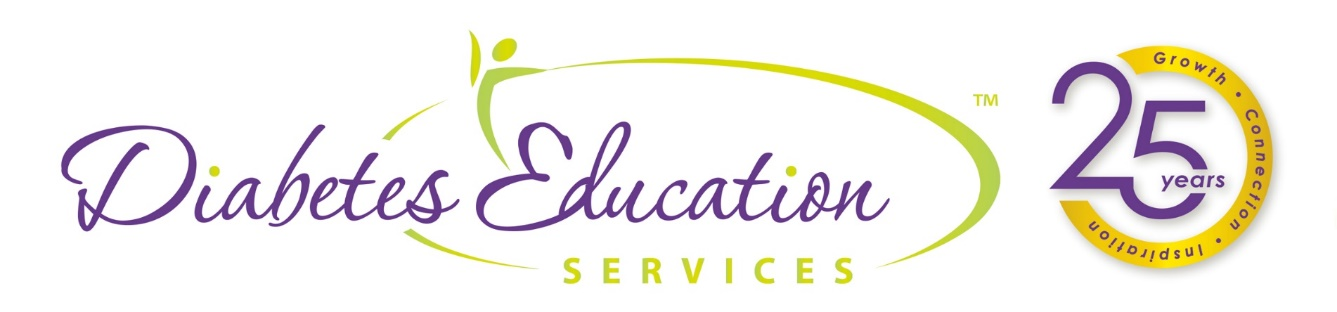 Diabetes Education
SERVICES
™
25
years
Growth • Connection • Inspiration